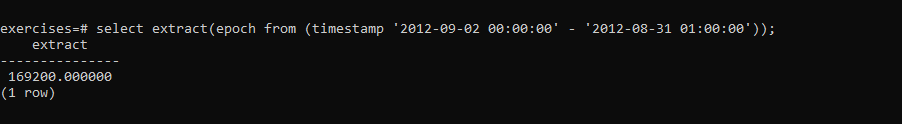 exercises=# select extract(epoch from (timestamp '2012-09-02 00:00:00' - '2012-08-31 01:00:00'));
    extract
---------------
 169200.000000
(1 row)